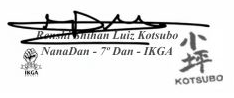 Renshi Shihan Luiz Kotsubo
NanaDan - 7º Dan - IKGA
IKGA
小坪
KOTSUBO